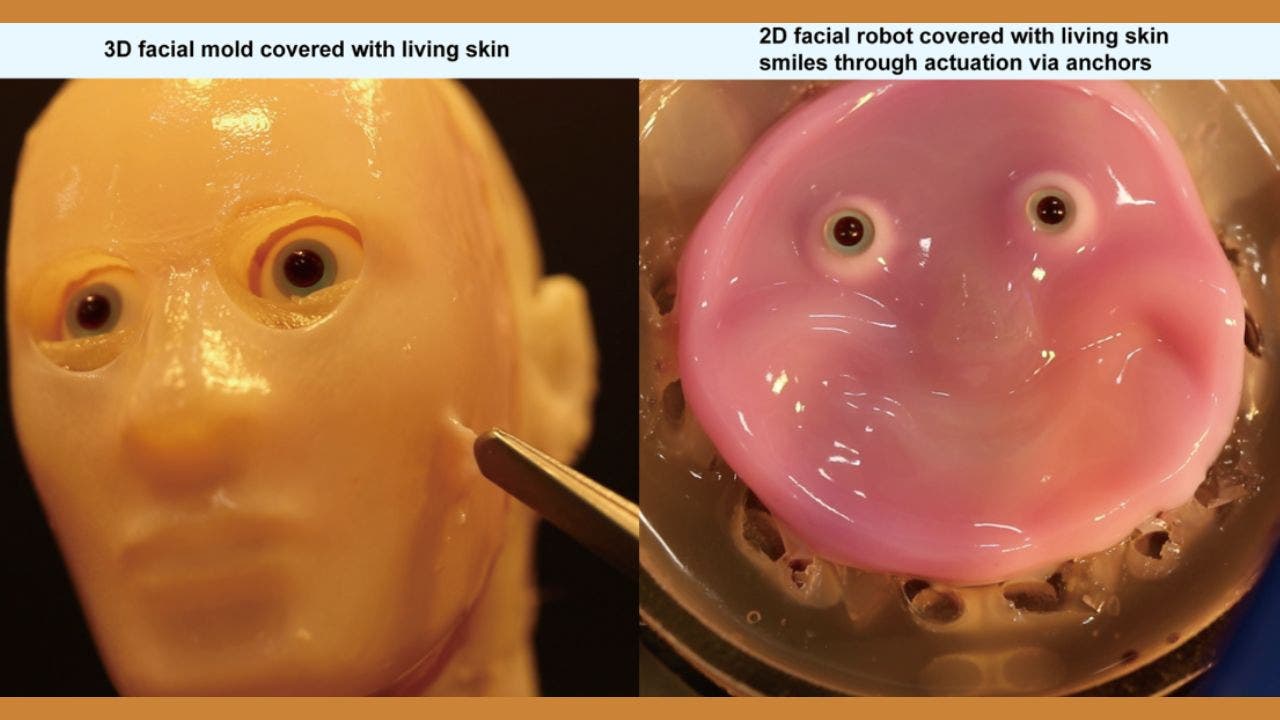 3D facial mold covered with living skin
2D facial robot covered with living skin
smiles through actuation via anchors